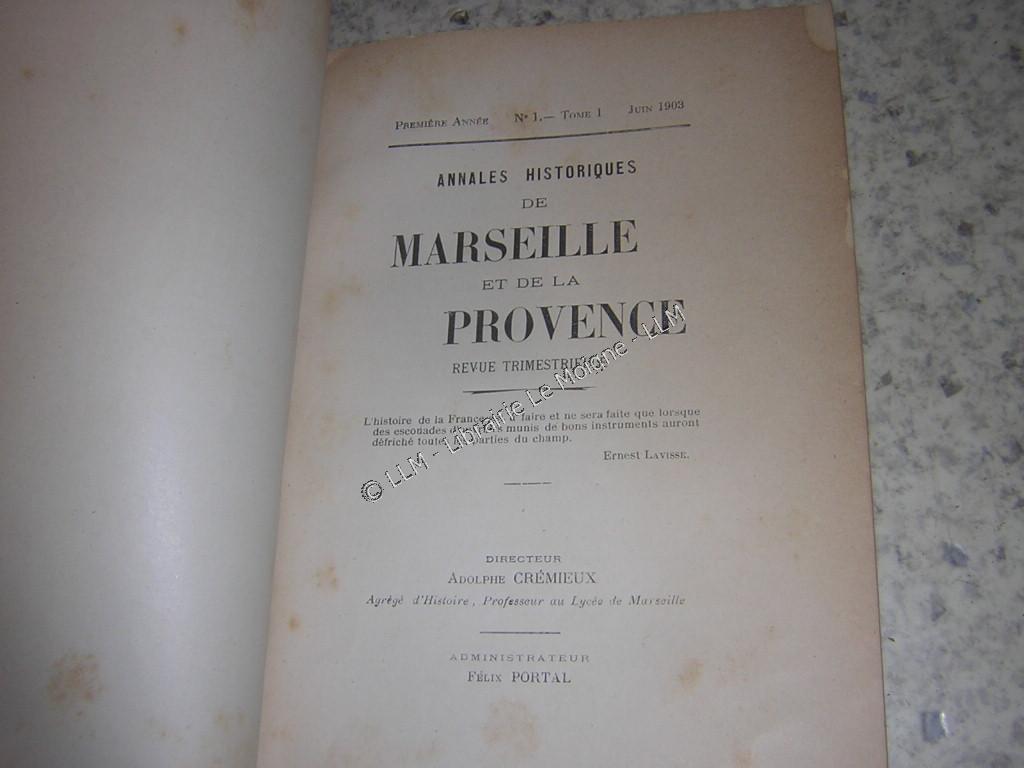 PREMIÈRE ANNÉE N° 1.— TOME 1 JUIN 1903
ANNALES HISTORIQUES
DE
MARSEILLE
ET DE LA
PROVENCE
REVUE TRIMESTRIELLE
L'histoire de la France faire et ne sera faite que lorsque
des escouades munis de bons instruments auront
défriché toutes parties du champ.
Ernest LAVISSE.
DIRECTEUR
ADOLPHE CRÉMIEUX
Agrégé d'Histoire, Professeur au Lycée de Marseille
ADMINISTRATEUR
FÉLIX PORTAL
© LLM - Librairie Le Moigne - LLM